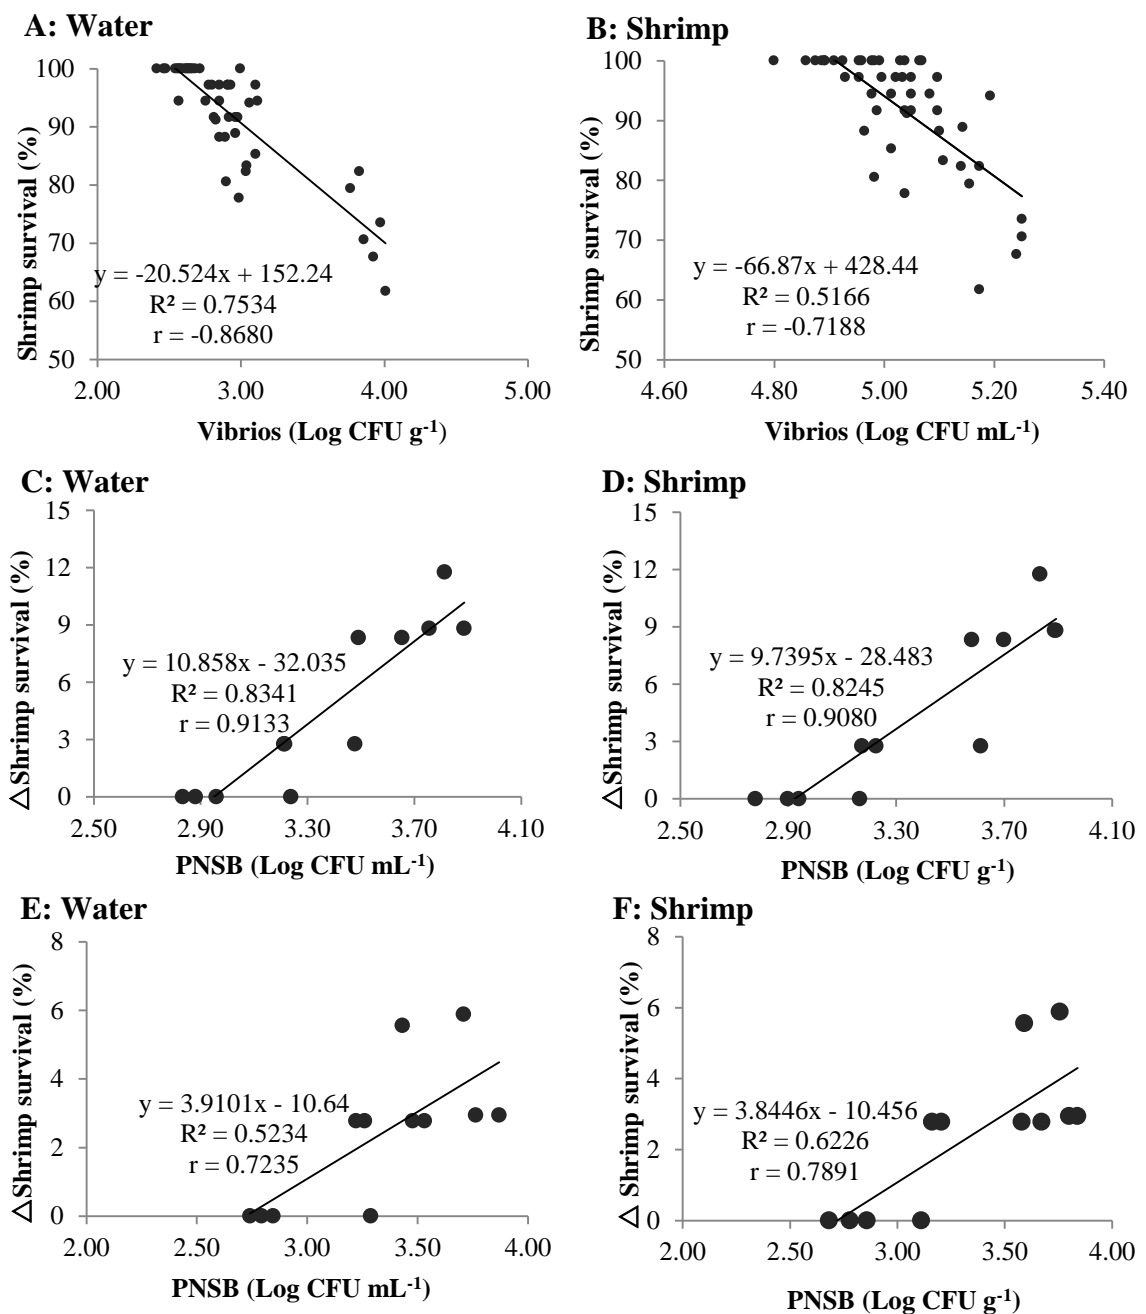 A: Water
Shrimp survival (%)
100
90
80
70
60
50
y = -20.524x + 152.24
R² = 0.7534
r = -0.8680
2.00 3.00 4.00 5.00
Vibrios (Log CFU g-1)
B: Shrimp
Shrimp survival (%)
100
90
80
70
60
50
y = -66.87x + 428.44
R² = 0.5166
r = -0.7188
4.60 4.80 5.00 5.20 5.40
Vibrios (Log CFU mL-1)
C: Water
△Shrimp survival (%)
15
12
9
6
3
0
y = 10.858x - 32.035
R² = 0.8341
r = 0.9133
2.50 2.90 3.30 3.70 4.10
PNSB (Log CFU mL-1)
D: Shrimp
△Shrimp survival (%)
15
12
9
6
3
0
y = 9.7395x - 28.483
R² = 0.8245
r = 0.9080
2.50 2.90 3.30 3.70 4.10
PNSB (Log CFU g-1)
E: Water
△Shrimp survival (%)
8
6
4
2
0
y = 3.9101x - 10.64
R² = 0.5234
r = 0.7235
2.00 2.50 3.00 3.50 4.00
PNSB (Log CFU mL-1)
F: Shrimp
△ Shrimp survival (%)
8
6
4
2
0
y = 3.8446x - 10.456
R² = 0.6226
r = 0.7891
2.00 2.50 3.00 3.50 4.00
PNSB (Log CFU g-1)